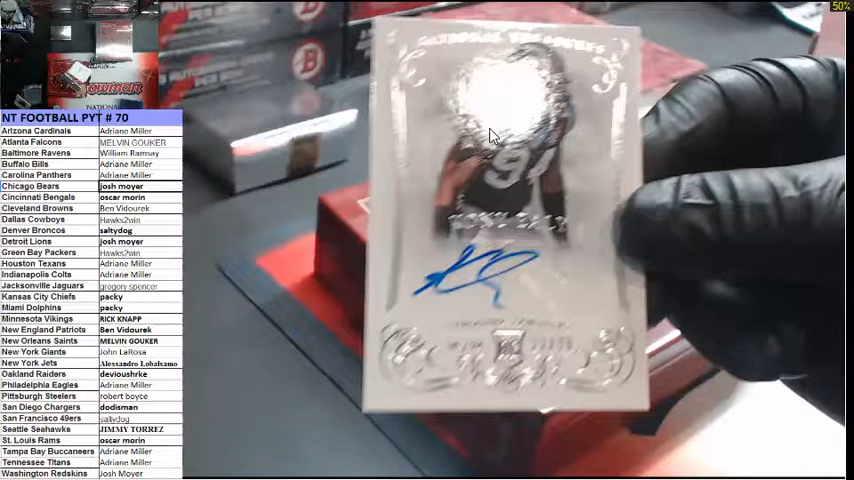 50%
Bowman
NATIONAL
NT FOOTBALL PYT # 70
Arizona Cardinals Adriane Miller
Atlanta Falcons MELVIN GOUKER
Baltimore Ravens William Ramsay
Buffalo Bills Adriane Miller
Carolina Panthers Adriane Miller
Chicago Bears josh moyer
Cincinnati Bengals oscar morin
Cleveland Browns Ben Vidourek
Dallas Cowboys Hawks2win
Denver Broncos saltydog
Detroit Lions josh moyer
Green Bay Packers Hawks2win
Houston Texans Adriane Miller
Indianapolis Colts Adriane Miller
Jacksonville Jaguars gregory spencer
Kansas City Chiefs packy
Miami Dolphins packy
Minnesota Vikings RICK KNAPP
New England Patriots Ben Vidourek
New Orleans Saints MELVIN GOUKER
New York Giants John LaRosa
New York Jets Alessandro Lobalsamo
Oakland Raiders devioushrke
Philadelphia Eagles Adriane Miller
Pittsburgh Steelers robert boyce
San Diego Chargers dodisman
San Francisco 49ers saltydog
Seattle Seahawks JIMMY TORREZ
St. Louis Rams oscar morin
Tampa Bay Buccaneers Adriane Miller
Tennessee Titans Adriane Miller
Washington Redskins Josh Moyer
NATIONAL TREASURES
KONY EALY